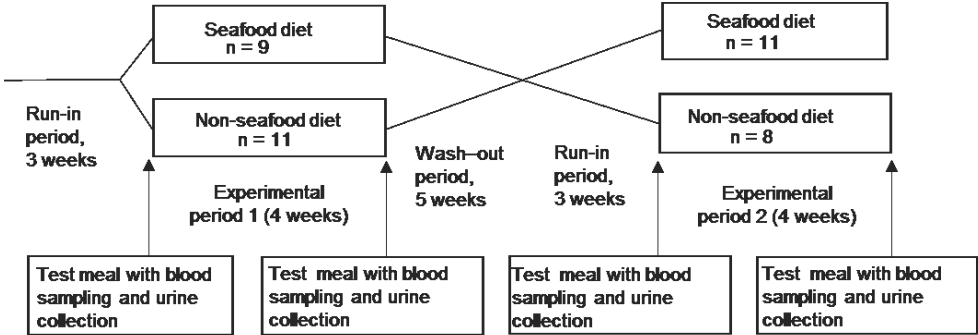 Seafood diet
n = 9
Seafood diet
n = 11
Run-in
period,
3 weeks
Non-seafood diet
n = 11
Non-seafood diet
n = 8
Wash–out
period,
5 weeks
Run-in
period,
3 weeks
Experimental
period 1 (4 weeks)
Experimental
period 2 (4 weeks)
Test meal with blood
sampling and urine
collection
Test meal with blood
sampling and urine
collection
Test meal with blood
sampling and urine
collection
Test meal with blood
sampling and urine
collection